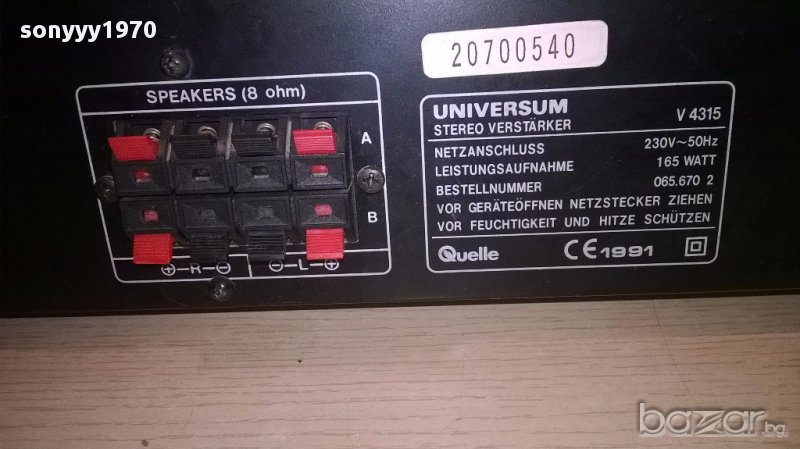 sonyyy1970
20700540
SPEAKERS (8 ohm)
A
B
⊕-R-⊖ ⊖-L-⊕
UNIVERSUM V 4315
STEREO VERSTÄRKER
NETZANSCHLUSS 230V~50Hz
LEISTUNGSAUFNAHME 165 WATT
BESTELLNUMMER 065.670 2
VOR GERÄTEÖFFNEN NETZSTECKER ZIEHEN
VOR FEUCHTIGKEIT UND HITZE SCHÜTZEN
Quelle CE 1991
bazar.bg